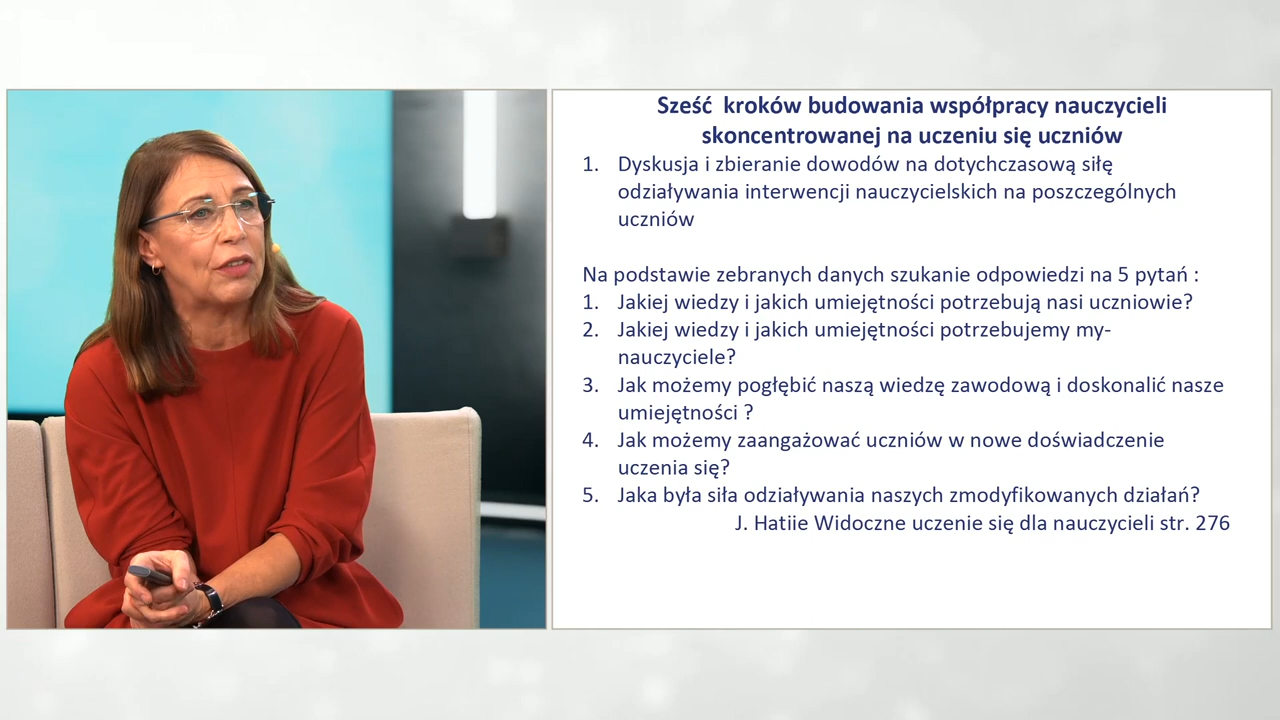 Sześć kroków budowania współpracy nauczycieli
skoncentrowanej na uczeniu się uczniów
1. Dyskusja i zbieranie dowodów na dotychczasową siłę
odziaływania interwencji nauczycielskich na poszczególnych
uczniów
Na podstawie zebranych danych szukanie odpowiedzi na 5 pytań :
1. Jakiej wiedzy i jakich umiejętności potrzebują nasi uczniowie?
2. Jakiej wiedzy i jakich umiejętności potrzebujemy my-
nauczyciele?
3. Jak możemy pogłębić naszą wiedzę zawodową i doskonalić nasze
umiejętności ?
4. Jak możemy zaangażować uczniów w nowe doświadczenie
uczenia się?
5. Jaka była siła odziaływania naszych zmodyfikowanych działań?
J. Hatiie Widoczne uczenie się dla nauczycieli str. 276